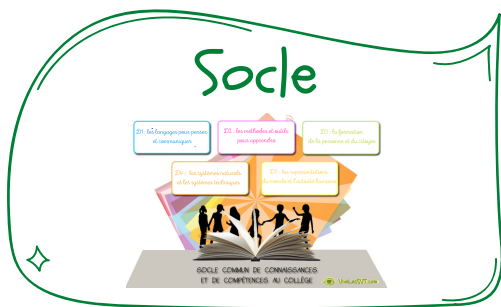 Socle
D1 : les langages pour penser
et communiquer
D2 : les méthodes et outils
pour apprendre
D3 : la formation
de la personne et du citoyen
D4 : les systèmes naturels
et les systèmes techniques
D5 : les représentations
du monde et l'activité humaine
SOCLE COMMUN DE CONNAISSANCES
ET DE COMPÉTENCES AU COLLÈGE
VivelesSVT.com